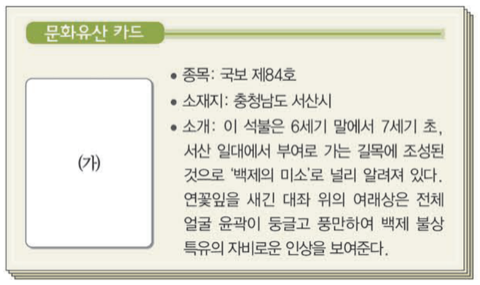 문화유산 카드
(가)
• 종목: 국보 제84호
• 소재지: 충청남도 서산시
• 소개: 이 석불은 6세기 말에서 7세기 초,
서산 일대에서 부여로 가는 길목에 조성된
것으로 ‘백제의 미소’로 널리 알려져 있다.
연꽃잎을 새긴 대좌 위의 여래상은 전체
얼굴 윤곽이 둥글고 풍만하여 백제 불상
특유의 자비로운 인상을 보여준다.